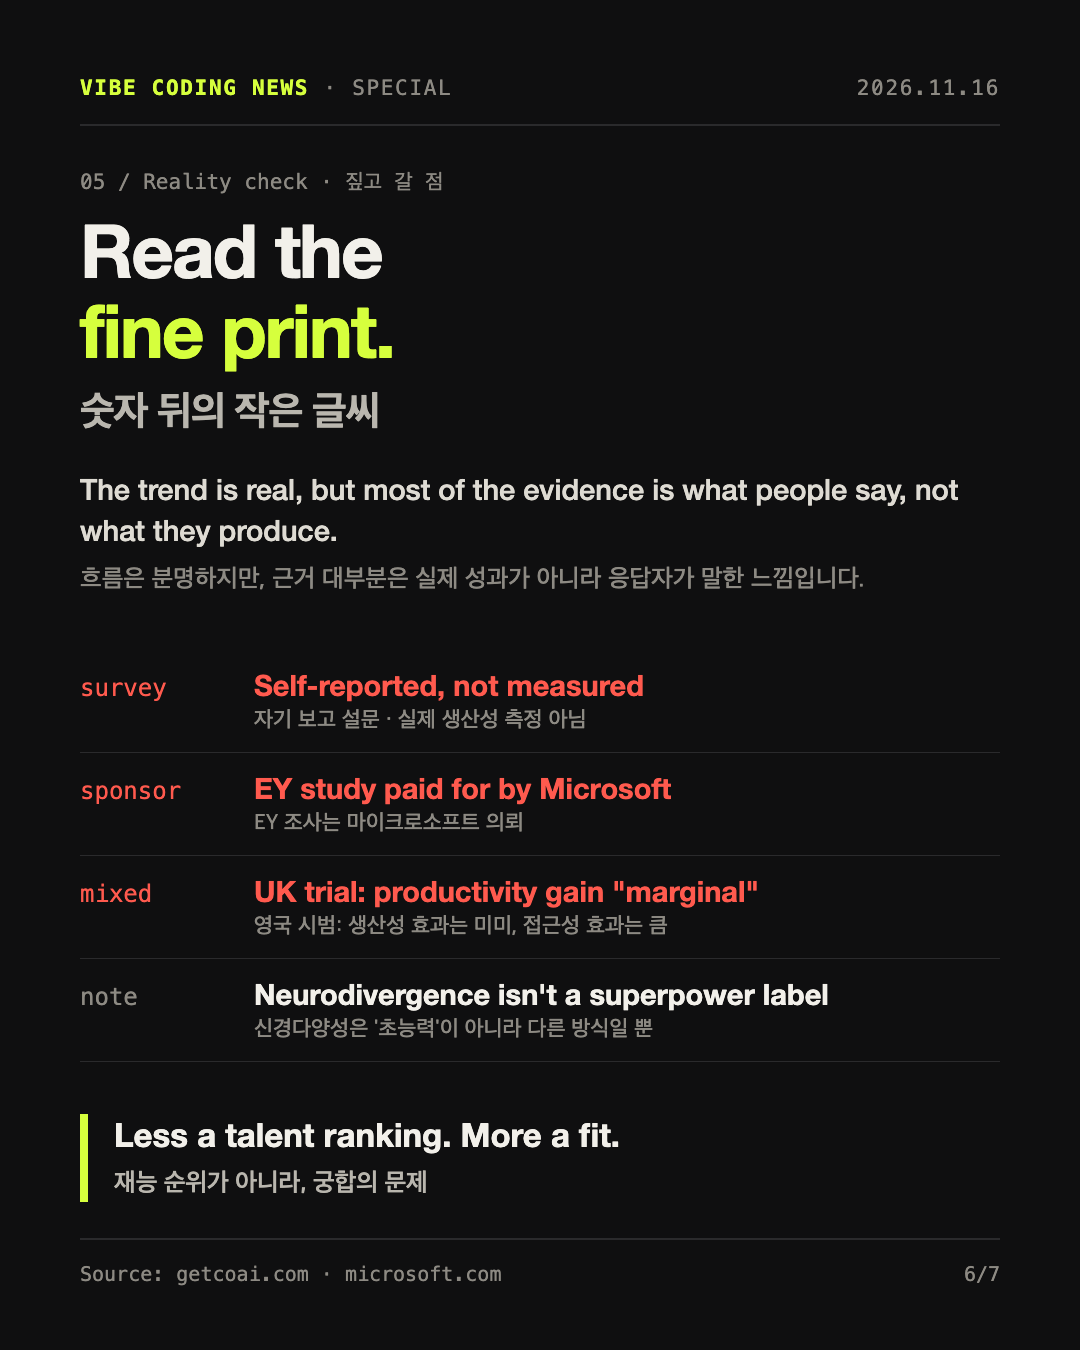 VIBE CODING NEWS · SPECIAL
2026.11.16
05 / Reality check · 짚고 갈 점
Read the
fine print.
숫자 뒤의 작은 글씨
The trend is real, but most of the evidence is what people say, not
what they produce.
흐름은 분명하지만, 근거 대부분은 실제 성과가 아니라 응답자가 말한 느낌입니다.
survey
Self-reported, not measured
자기 보고 설문 · 실제 생산성 측정 아님
sponsor
EY study paid for by Microsoft
EY 조사는 마이크로소프트 의뢰
mixed
UK trial: productivity gain "marginal"
영국 시범: 생산성 효과는 미미, 접근성 효과는 큼
note
Neurodivergence isn't a superpower label
신경다양성은 '초능력'이 아니라 다른 방식일 뿐
Less a talent ranking. More a fit.
재능 순위가 아니라, 궁합의 문제
Source: getcoai.com · microsoft.com
6/7